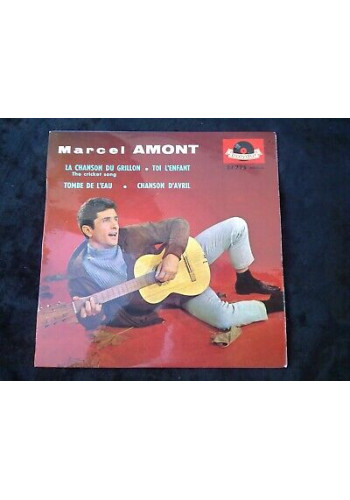 Marcel AMONT
LA CHANSON DU GRILLON • TOI L'ENFANT
The cricket song
TOMBE DE L'EAU • CHANSON D'AVRIL